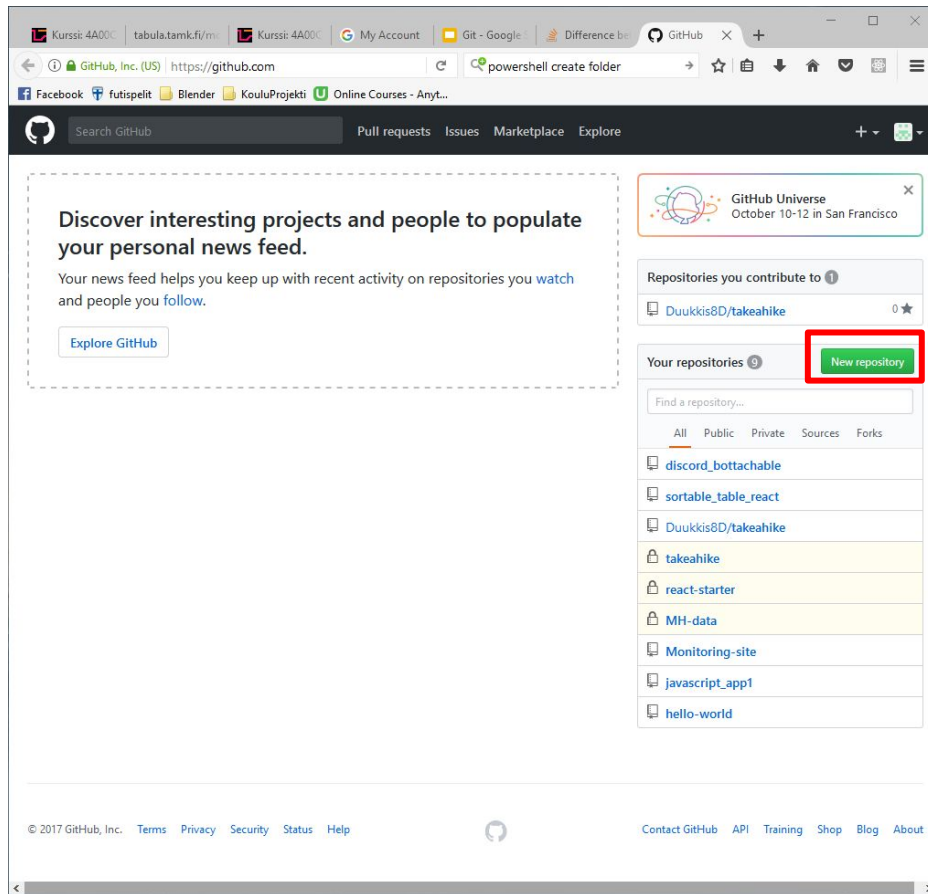 Kurssi: 4A00C
tabula.tamk.fi/m
Kurssi: 4A00C
My Account
Git - Google S
Difference be
GitHub
GitHub, Inc. (US)
https://github.com
powershell create folder
Facebook
futispelit
Blender
KouluProjekti
Online Courses - Anyt...
Search GitHub
Pull requests Issues Marketplace Explore
Discover interesting projects and people to populate
your personal news feed.
Your news feed helps you keep up with recent activity on repositories you watch
and people you follow.
Explore GitHub
GitHub Universe
October 10-12 in San Francisco
Repositories you contribute to 1
Duukkis8D/takeahike 0
Your repositories 9
New repository
Find a repository...
All Public Private Sources Forks
discord_bottachable
sortable_table_react
Duukkis8D/takeahike
takeahike
react-starter
MH-data
Monitoring-site
javascript_app1
hello-world
© 2017 GitHub, Inc. Terms Privacy Security Status Help
Contact GitHub API Training Shop Blog About